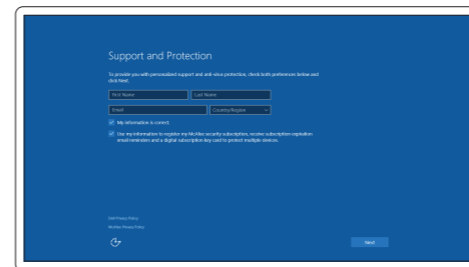 Support and Protection
To provide you with personalized support and anti-virus protection, check both preferences below and
click Next.
First Name
Last Name
Email
Country/Region
My information is correct.
Use my information to register my McAfee security subscription, receive subscription expiration
email reminders and a digital subscription key card to protect multiple devices.
Dell Privacy Policy
McAfee Privacy Policy
Next